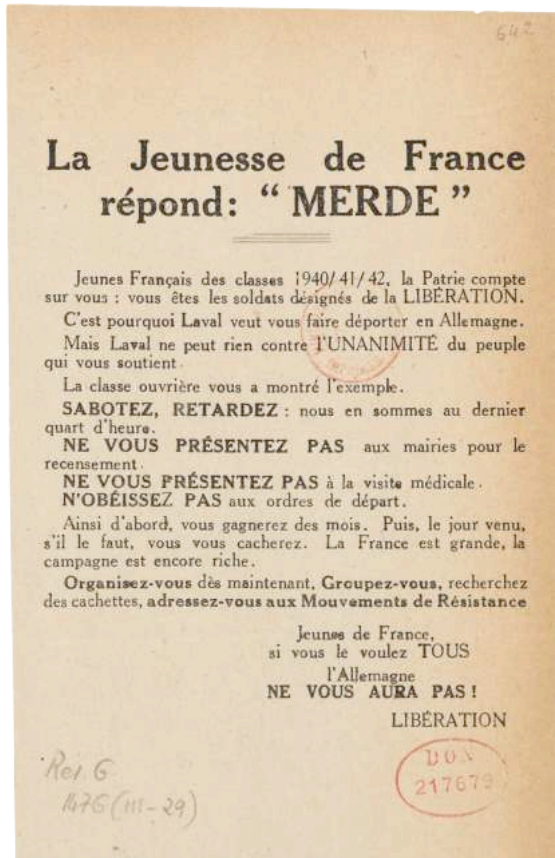 642
La Jeunesse de France
répond: “ MERDE ”
Jeunes Français des classes 1940/41/42, la Patrie compte
sur vous : vous êtes les soldats désignés de la LIBÉRATION.
C'est pourquoi Laval veut vous faire déporter en Allemagne.
Mais Laval ne peut rien contre l'UNANIMITÉ du peuple
qui vous soutient.
La classe ouvrière vous a montré l'exemple.
SABOTEZ, RETARDEZ : nous en sommes au dernier
quart d'heure.
NE VOUS PRÉSENTEZ PAS aux mairies pour le
recensement.
NE VOUS PRÉSENTEZ PAS à la visite médicale.
N'OBÉISSEZ PAS aux ordres de départ.
Ainsi d'abord, vous gagnerez des mois. Puis, le jour venu,
s'il le faut, vous vous cacherez. La France est grande, la
campagne est encore riche.
Organisez-vous dès maintenant, Groupez-vous, recherchez
des cachettes, adressez-vous aux Mouvements de Résistance
Jeunes de France,
si vous le voulez TOUS
l'Allemagne
NE VOUS AURA PAS !
LIBÉRATION
Rés. G
1476 (III-29)
DON
217679